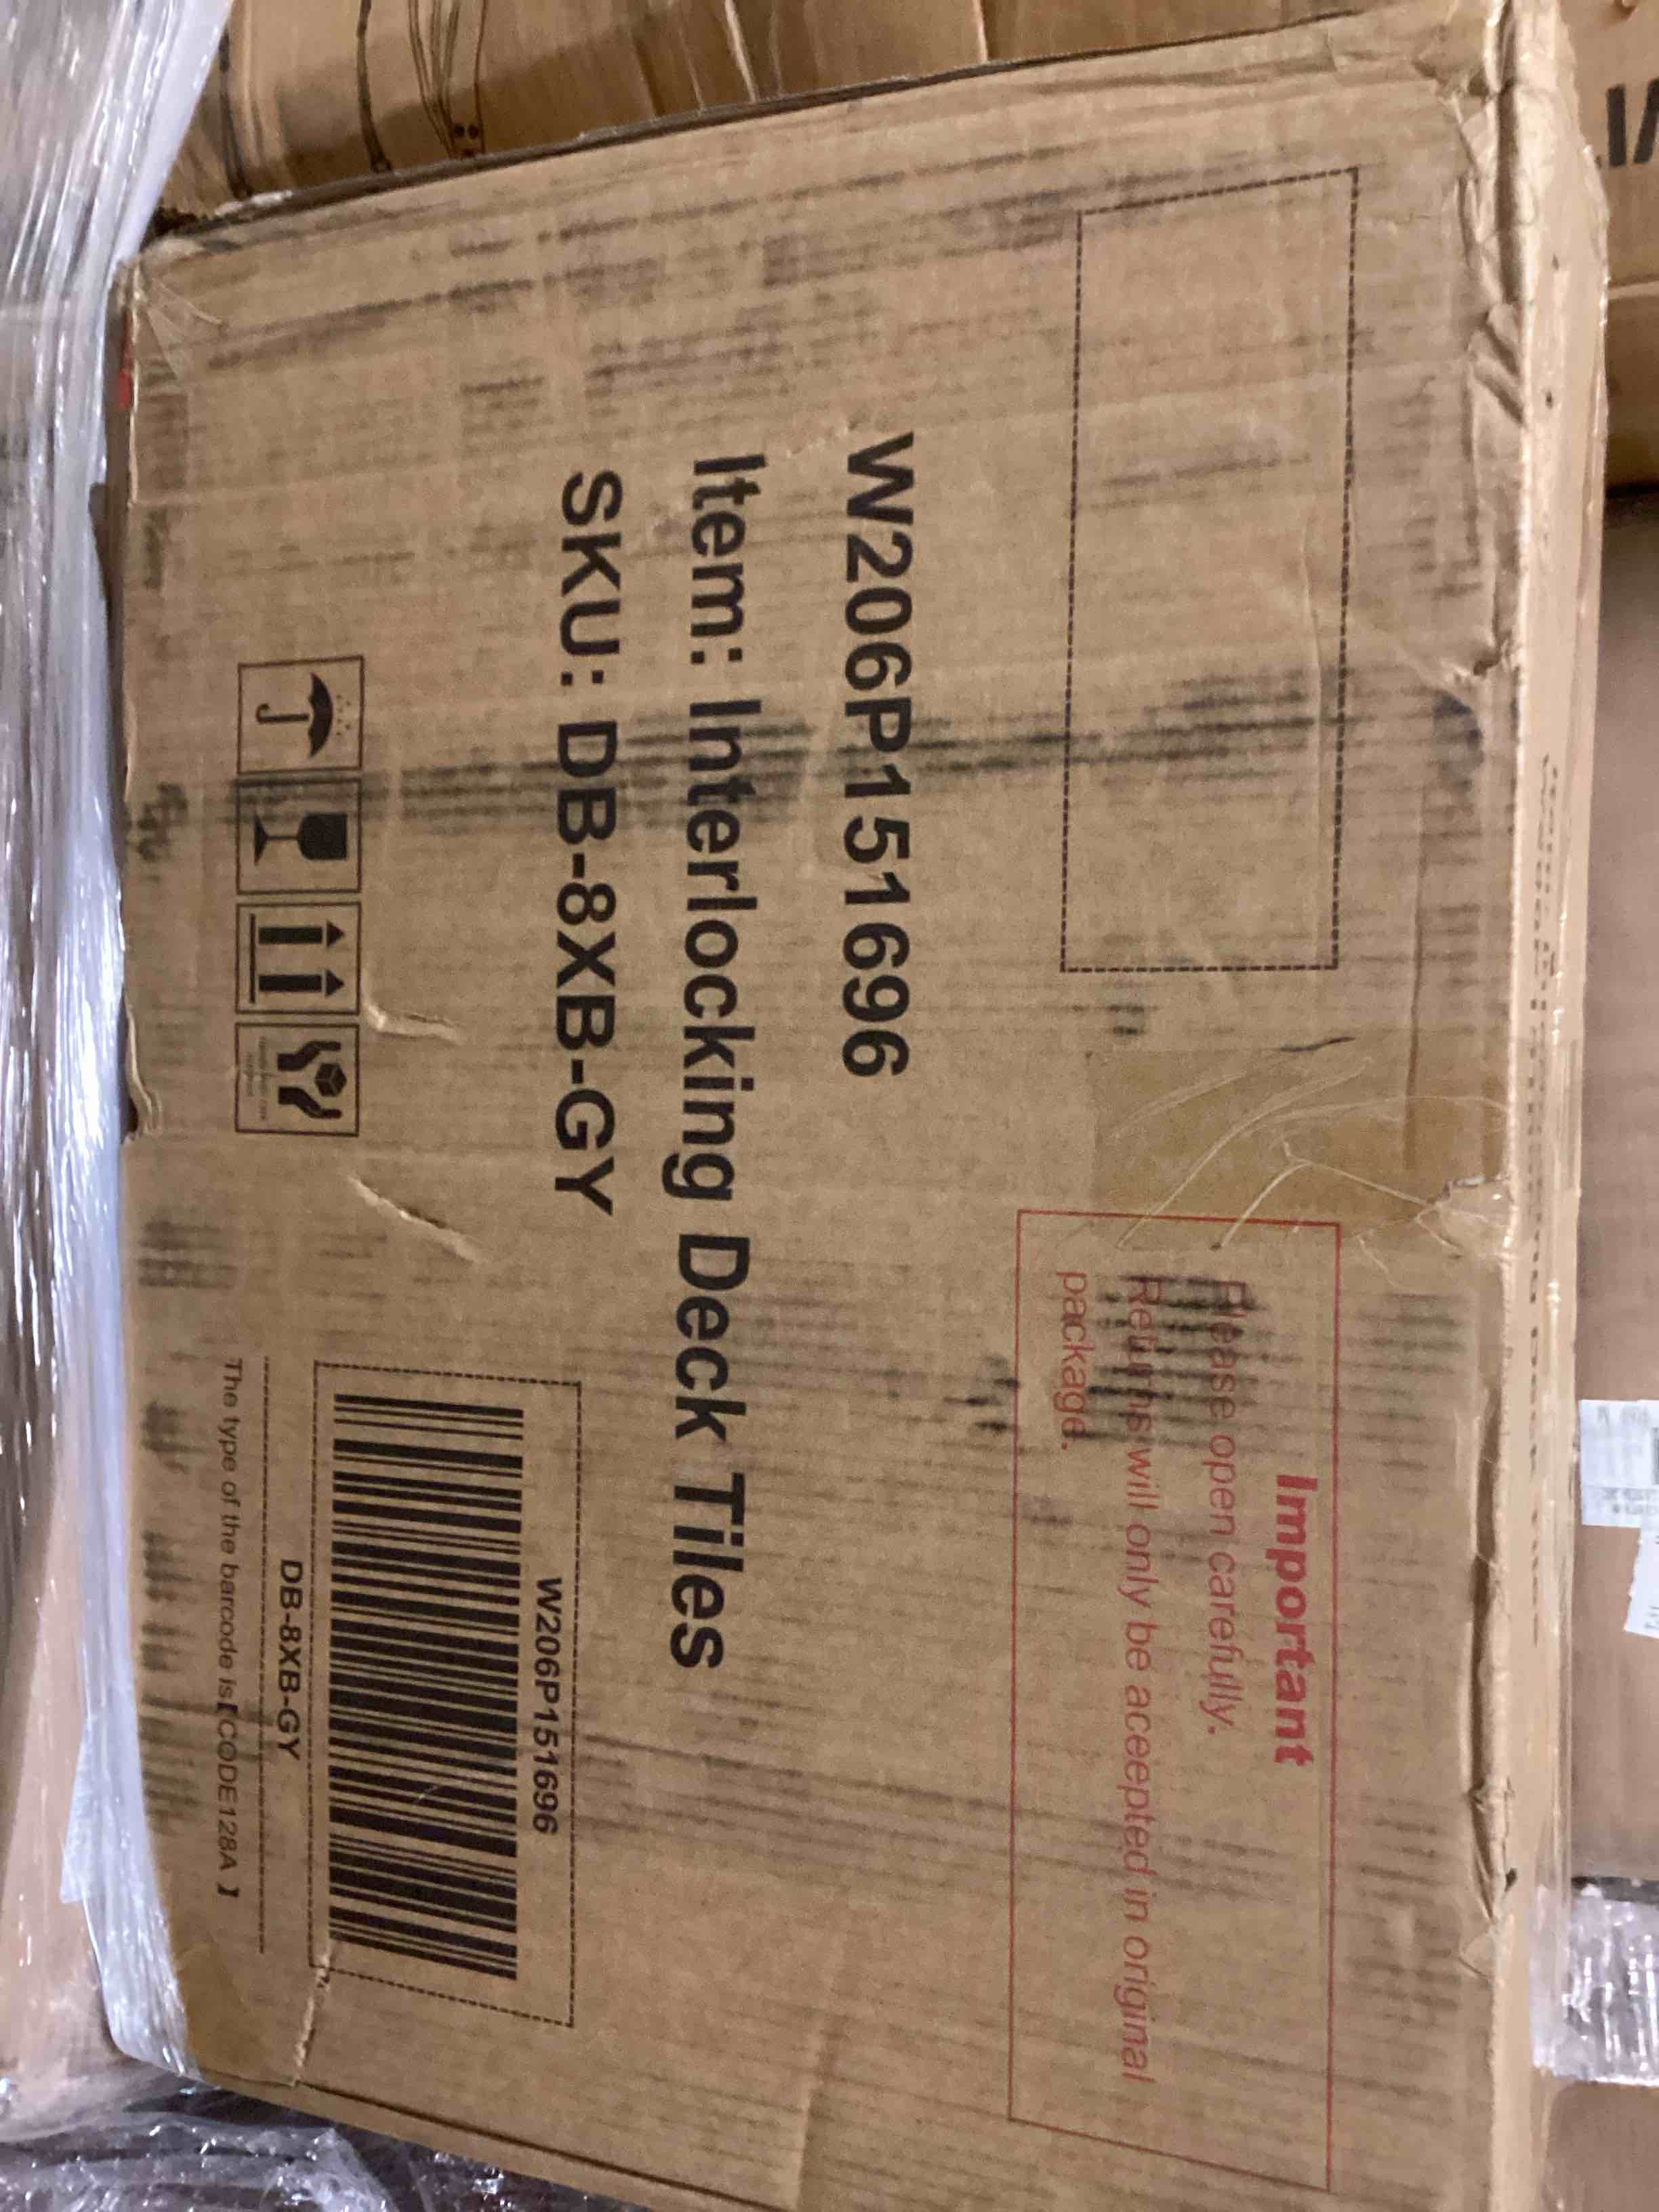 Important
Please open carefully.
Returns will only be aceepted in original
package.
W206P151696
Item: Interlocking Deck Tiles
SKU: DB-8XB-GY
W206P151696
DB-8XB-GY
The type of the barcode is【CODE128A】